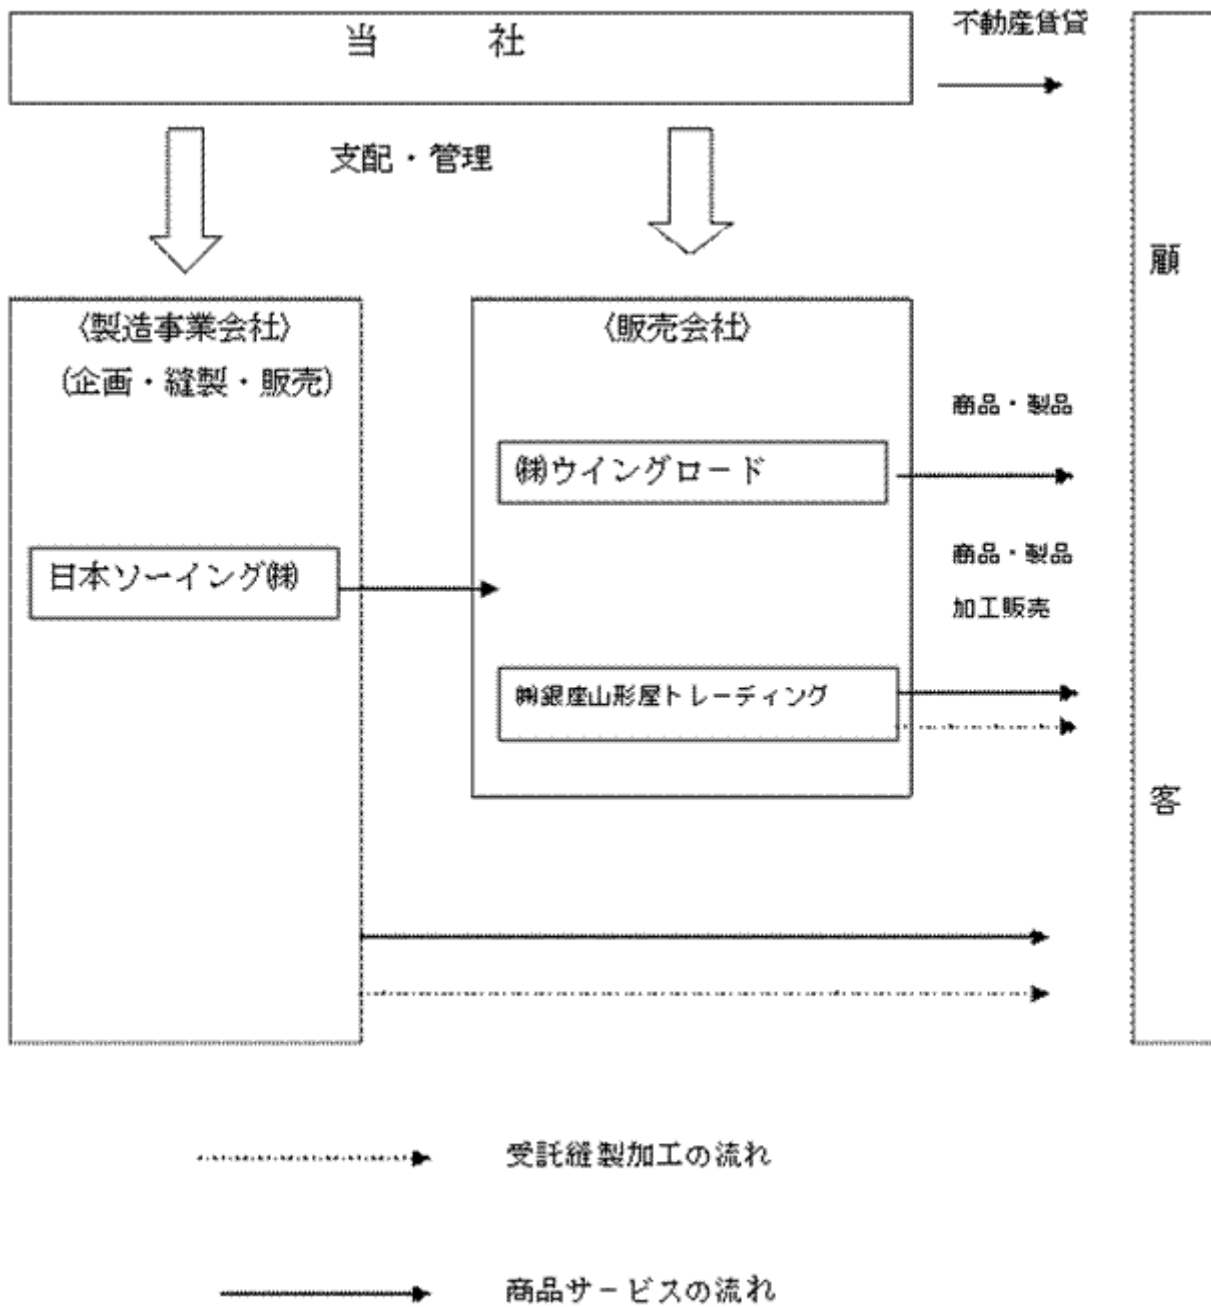 当 社
不動産賃貸
支配・管理
〈製造事業会社〉
(企画・縫製・販売)
日本ソーイング㈱
〈販売会社〉
㈱ウイングロード
㈱銀座山形屋トレーディング
商品・製品
商品・製品
加工販売
顧
客
受託縫製加工の流れ
商品サービスの流れ